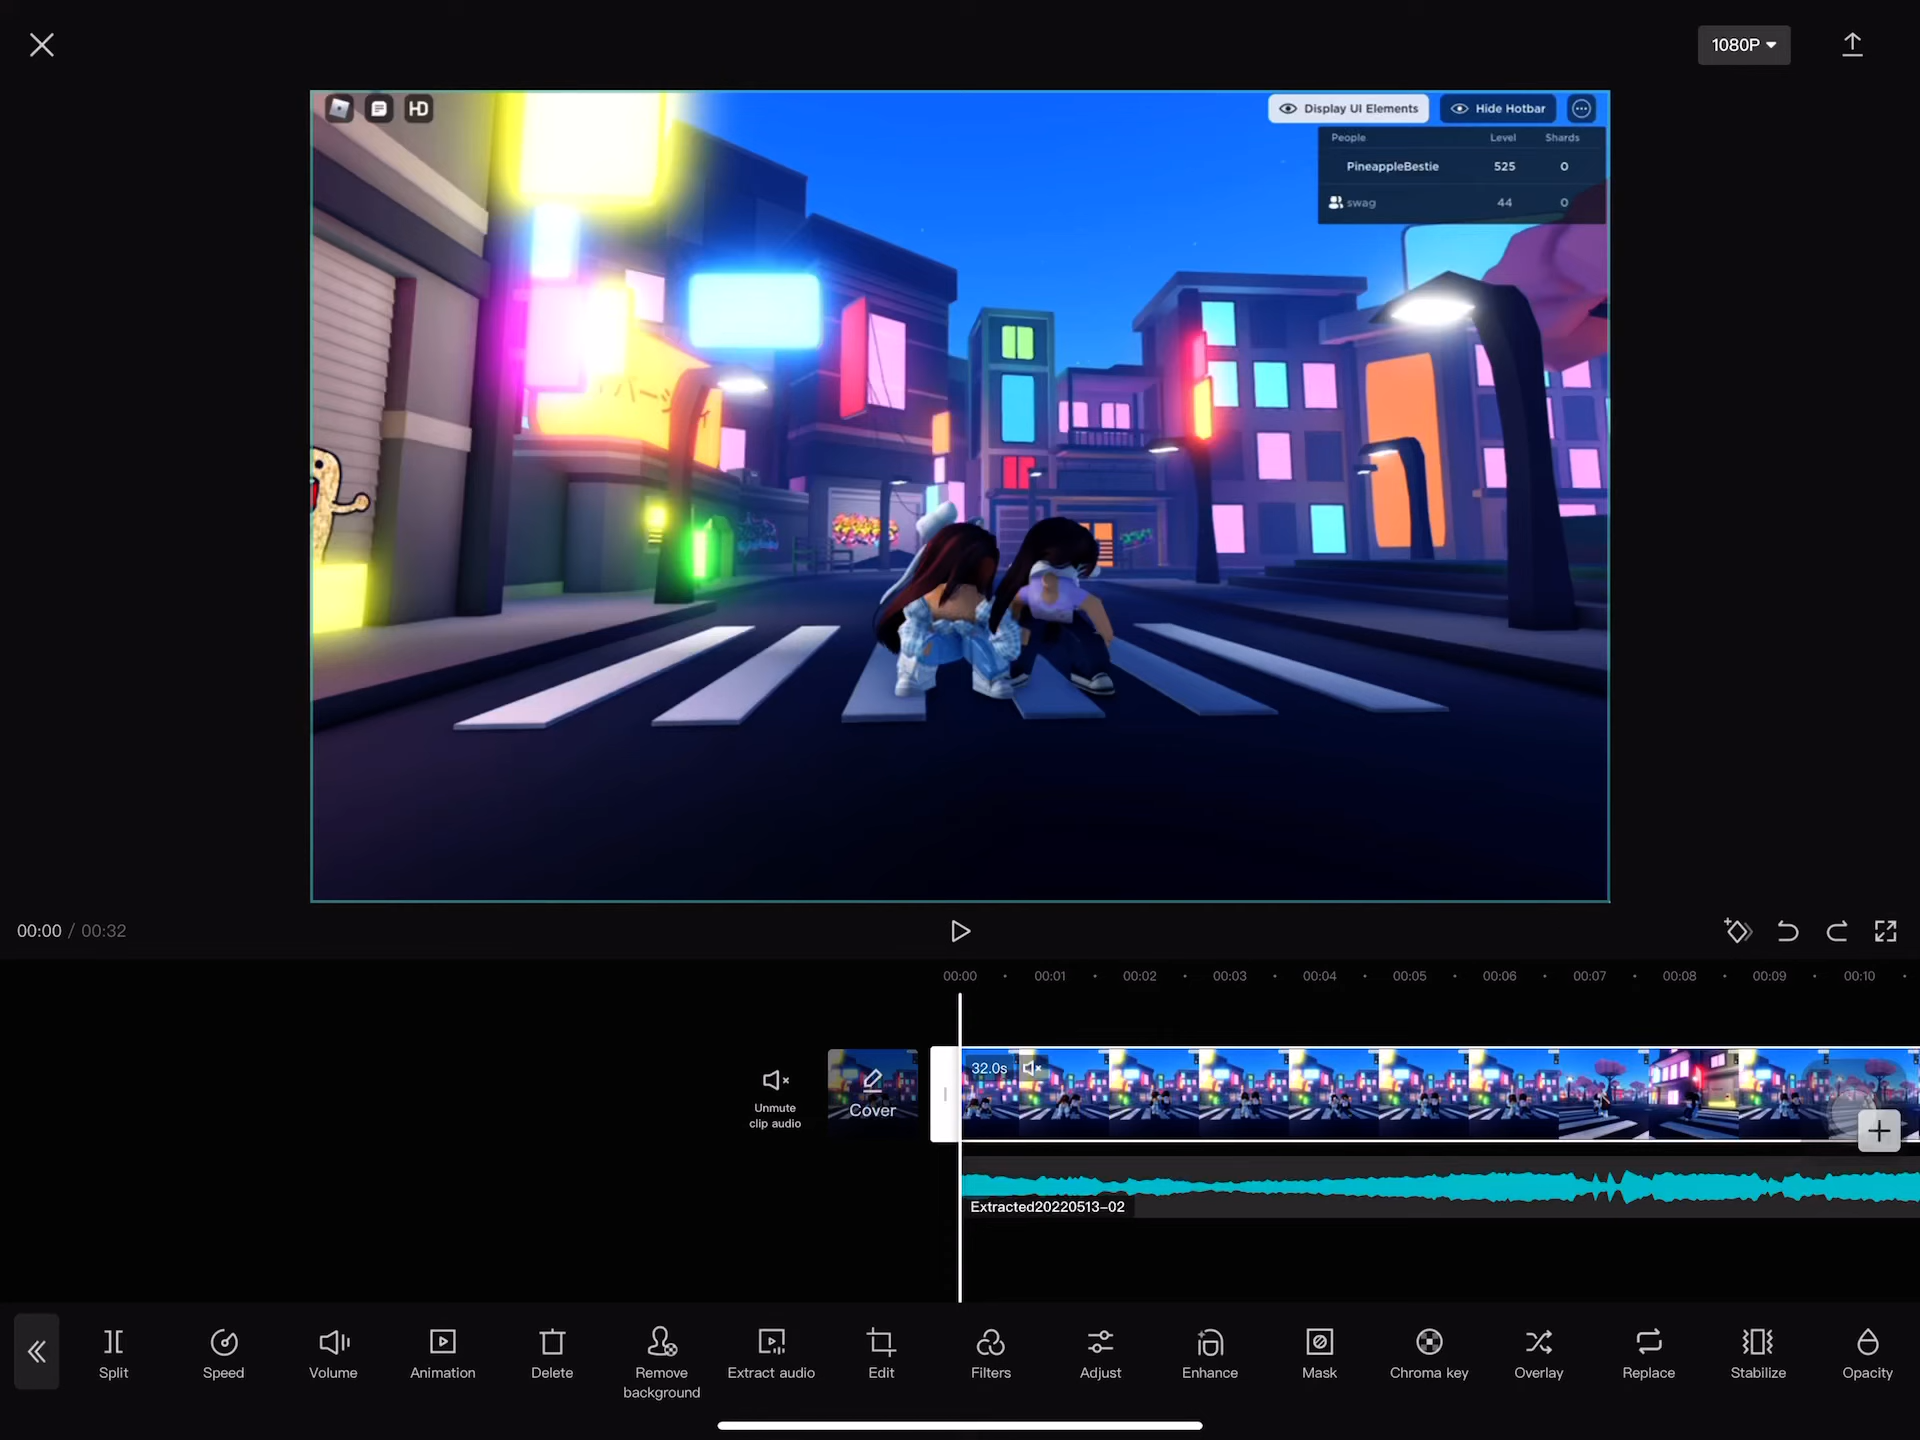 1080P
HD
Display UI Elements
Hide Hotbar
People Level Shards
PineappleBestie 525 0
swag 44 0
00:00 / 00:32
00:00 00:01 00:02 00:03 00:04 00:05 00:06 00:07 00:08 00:09 00:10
32.0s
Unmute
clip audio
Cover
Extracted20220513-02
Split
Speed
Volume
Animation
Delete
Remove
background
Extract audio
Edit
Filters
Adjust
Enhance
Mask
Chroma key
Overlay
Replace
Stabilize
Opacity